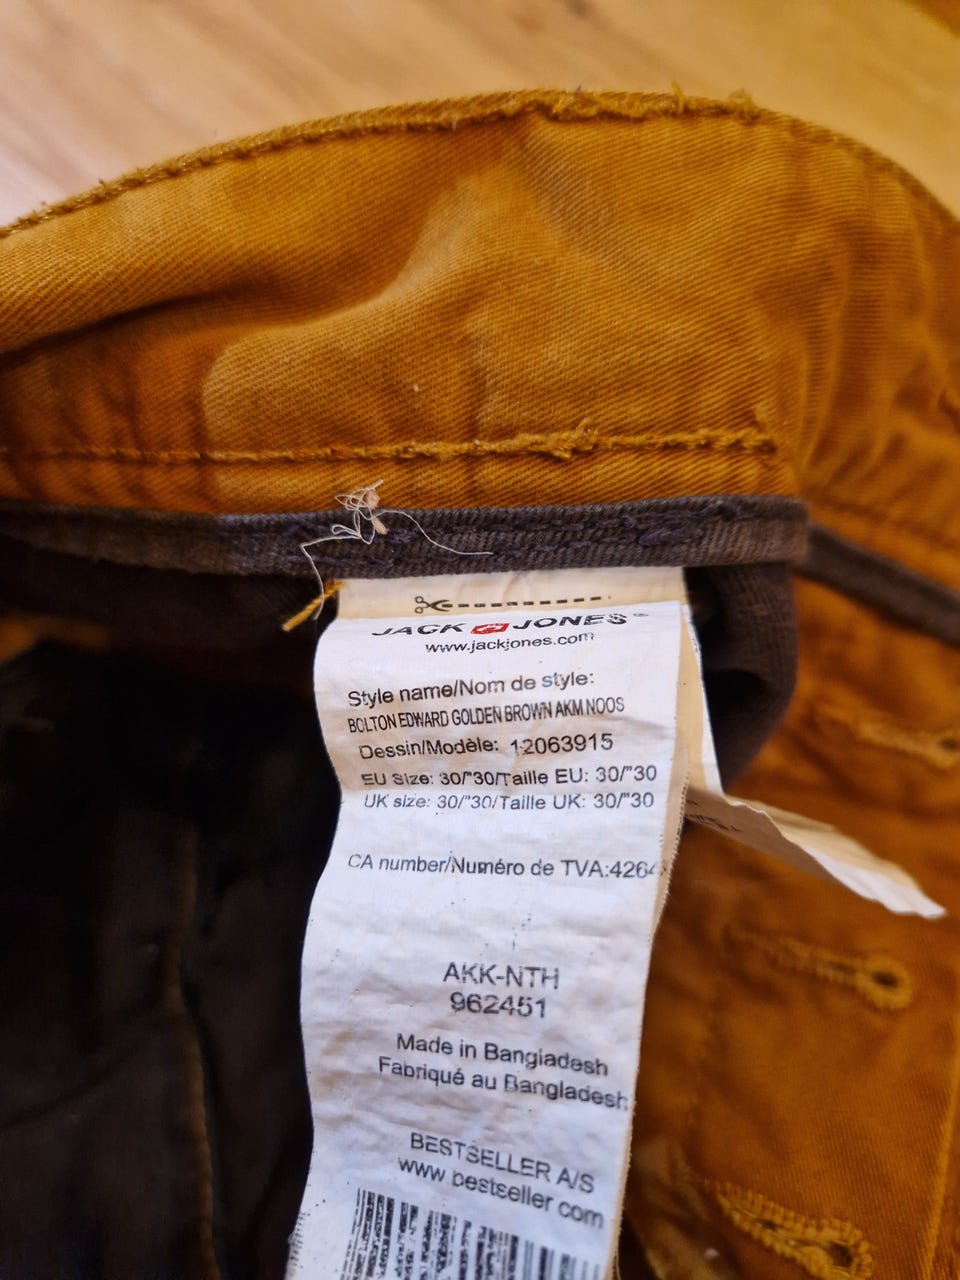 JACK & JONES ®
www.jackjones.com
Style name/Nom de style:
BOLTON EDWARD GOLDEN BROWN AKM NOOS
Dessin/Modèle: 12063915
EU Size: 30/"30/Taille EU: 30/"30
UK size: 30/"30/Taille UK: 30/"30
CA number/Numéro de TVA:4264
AKK-NTH
962451
Made in Bangladesh
Fabriqué au Bangladesh
BESTSELLER A/S
www bestseller com